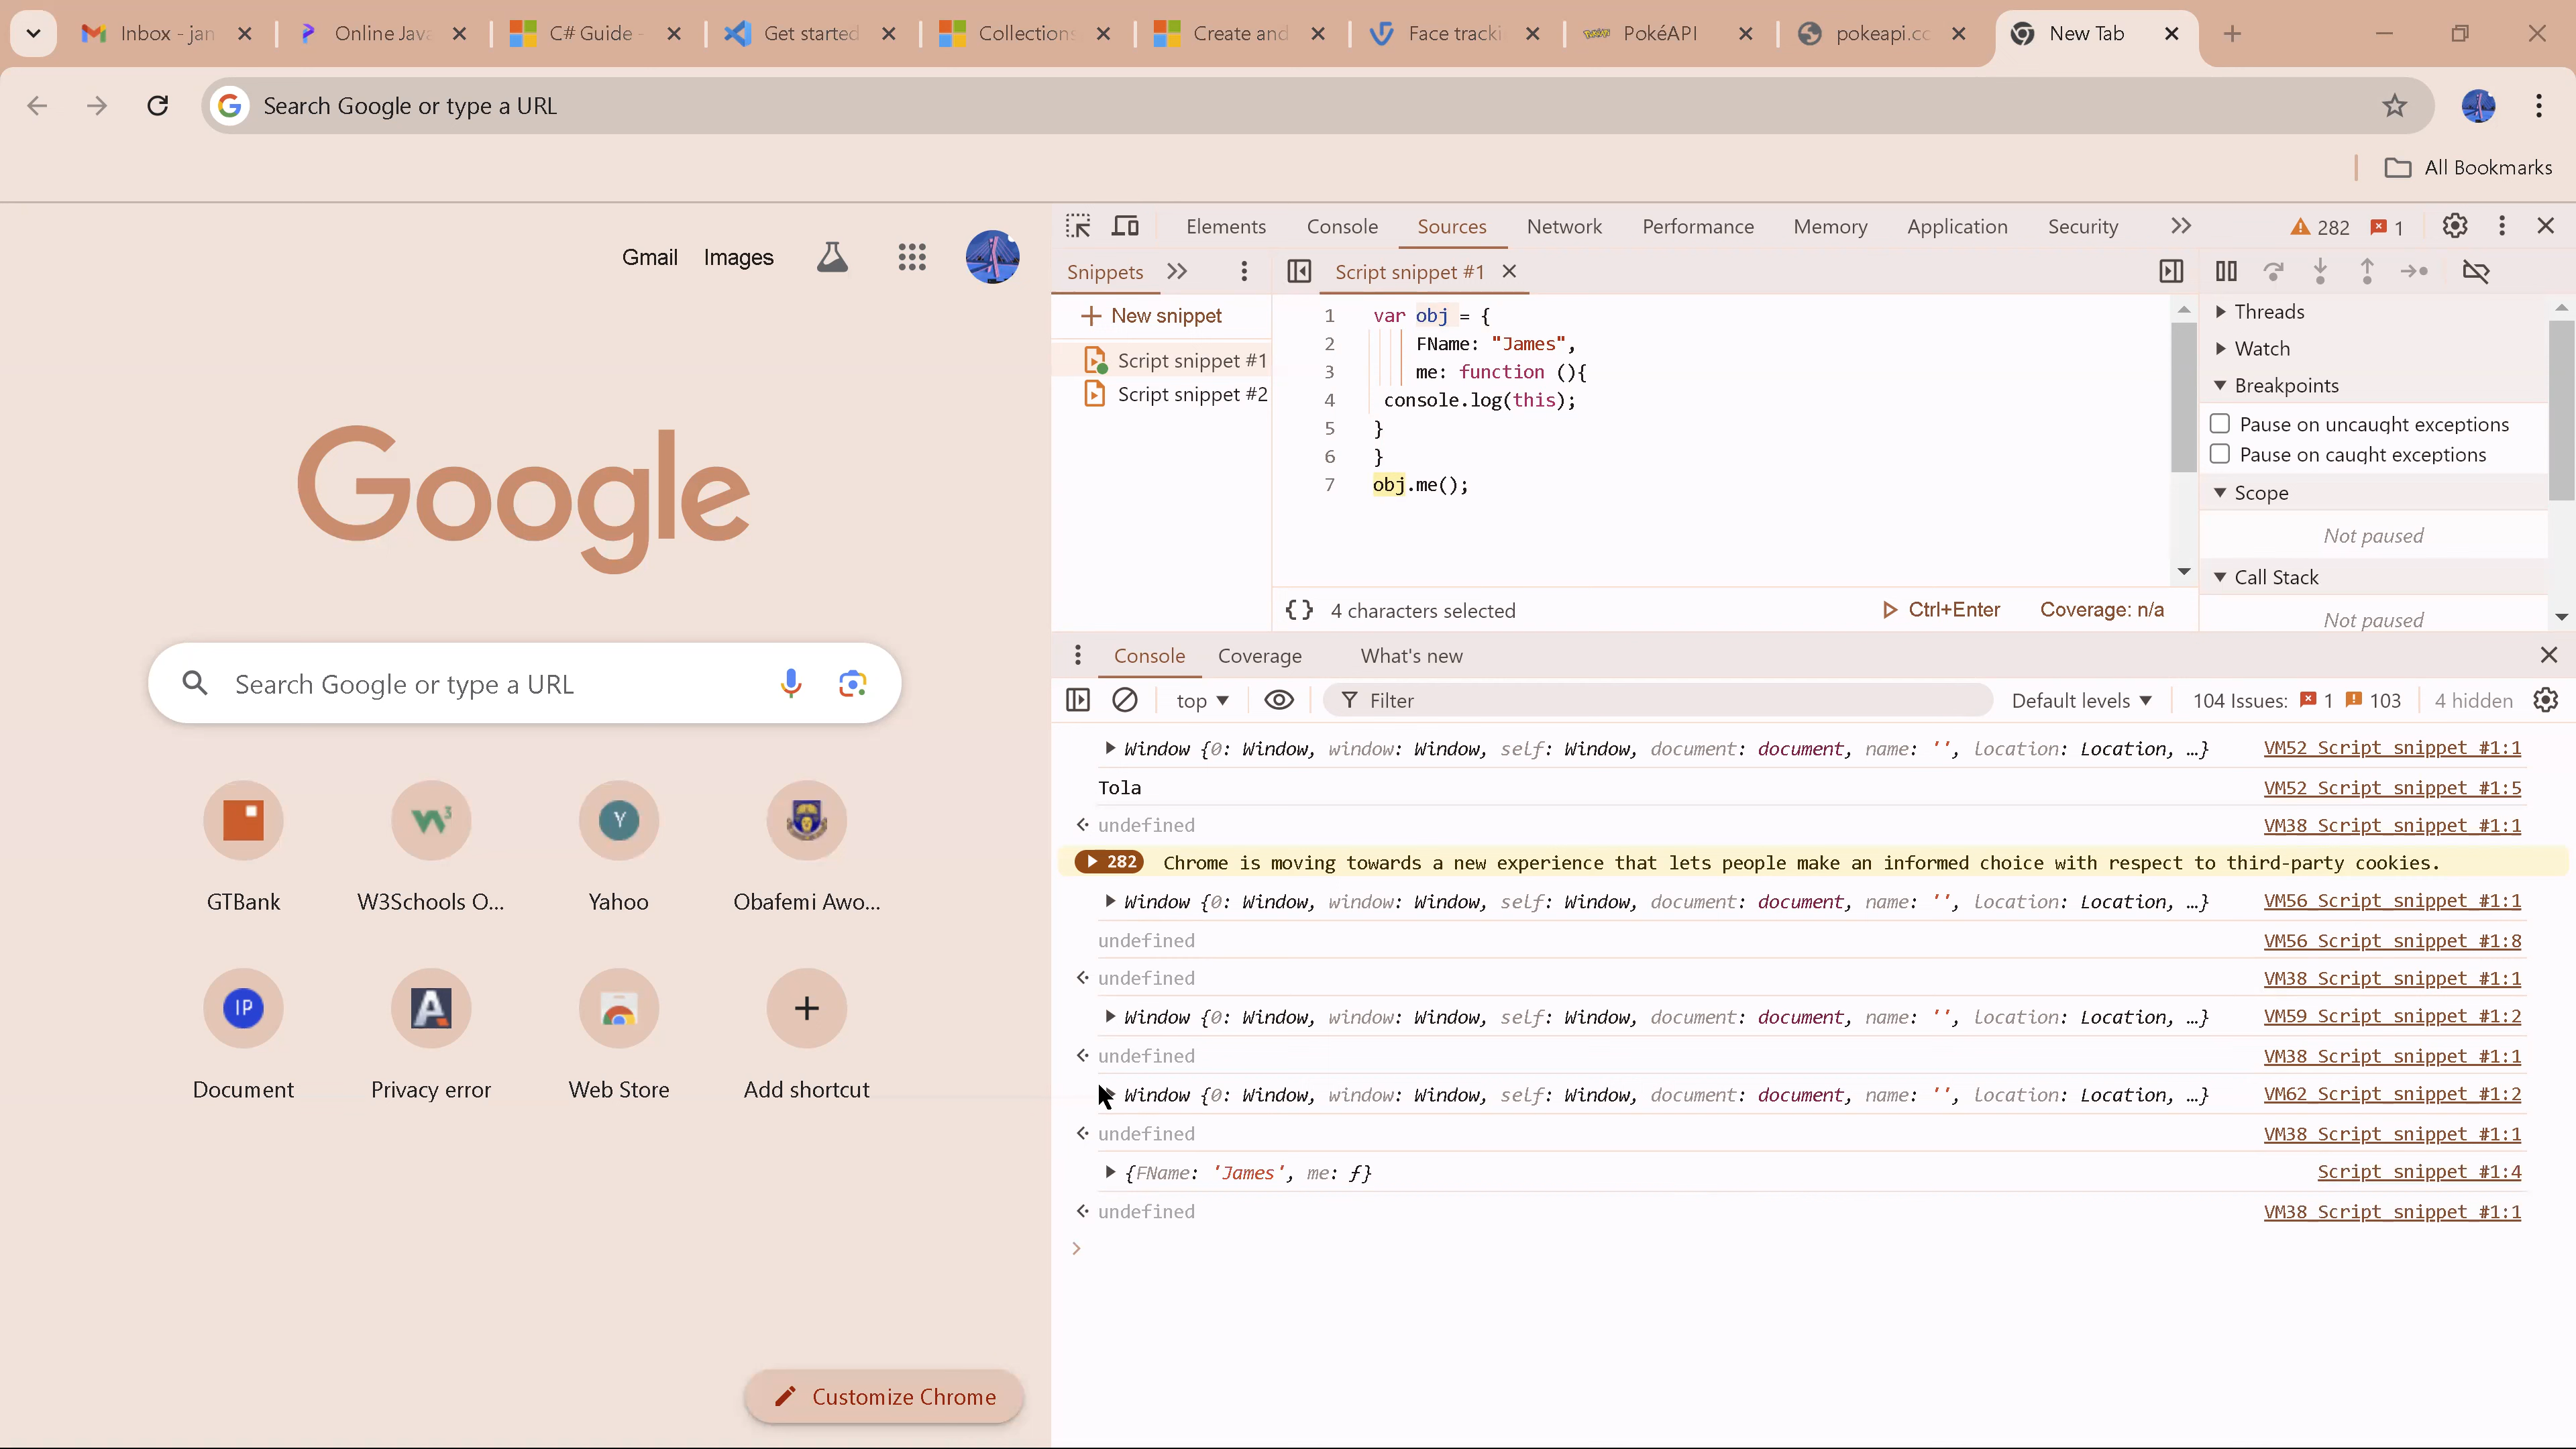 Inbox - jan
Online Java
C# Guide -
Get started
Collections
Create and
Face tracki
PokéAPI
pokeapi.cc
New Tab
Search Google or type a URL
All Bookmarks
Gmail Images
Google
Search Google or type a URL
GTBank
W3Schools O...
Y
Yahoo
Obafemi Awo...
IP
Document
Privacy error
Web Store
Add shortcut
Customize Chrome
Elements Console Sources Network Performance Memory Application Security 282 1
Snippets
New snippet
Script snippet #1
Script snippet #2
Script snippet #1
1 var obj = {
2 FName: "James",
3 me: function (){
4 console.log(this);
5 }
6 }
7 obj.me();
{} 4 characters selected Ctrl+Enter Coverage: n/a
Threads
Watch
Breakpoints
Pause on uncaught exceptions
Pause on caught exceptions
Scope
Not paused
Call Stack
Not paused
Console Coverage What's new
top Filter Default levels 104 Issues: 1 103 4 hidden
Window {0: Window, window: Window, self: Window, document: document, name: '', location: Location, …} VM52 Script snippet #1:1
Tola VM52 Script snippet #1:5
undefined VM38 Script snippet #1:1
282 Chrome is moving towards a new experience that lets people make an informed choice with respect to third-party cookies.
Window {0: Window, window: Window, self: Window, document: document, name: '', location: Location, …} VM56 Script snippet #1:1
undefined VM56 Script snippet #1:8
undefined VM38 Script snippet #1:1
Window {0: Window, window: Window, self: Window, document: document, name: '', location: Location, …} VM59 Script snippet #1:2
undefined VM38 Script snippet #1:1
Window {0: Window, window: Window, self: Window, document: document, name: '', location: Location, …} VM62 Script snippet #1:2
undefined VM38 Script snippet #1:1
{FName: 'James', me: ƒ} Script snippet #1:4
undefined VM38 Script snippet #1:1